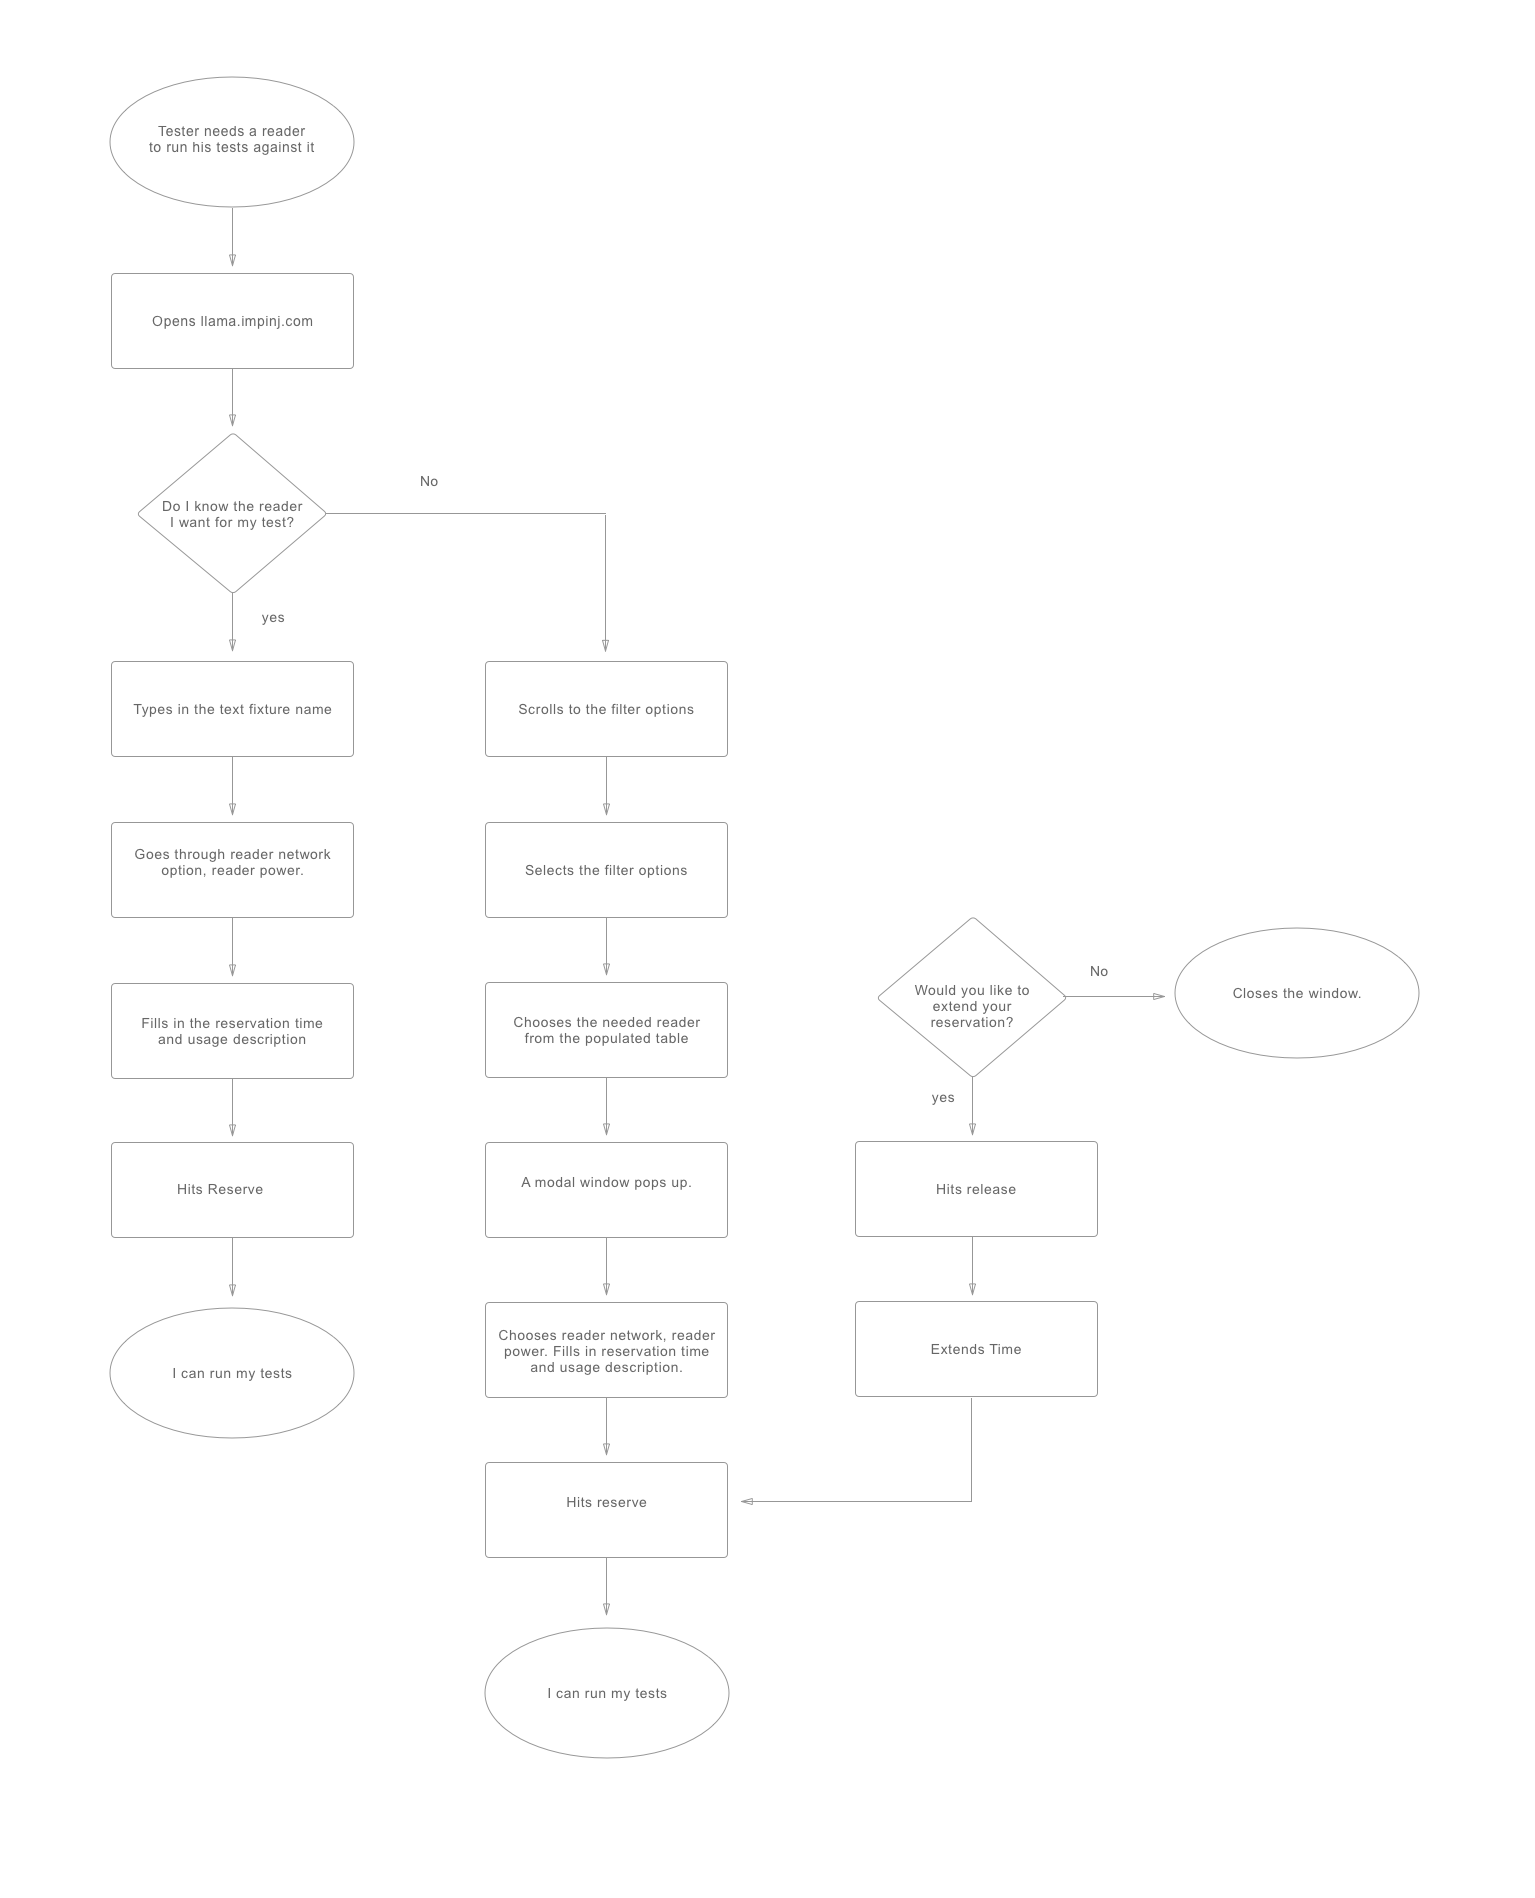 Tester needs a reader
to run his tests against it
Opens llama.impinj.com
Do I know the reader
I want for my test?
No
yes
Types in the text fixture name
Goes through reader network
option, reader power.
Fills in the reservation time
and usage description
Hits Reserve
I can run my tests
Scrolls to the filter options
Selects the filter options
Chooses the needed reader
from the populated table
A modal window pops up.
Chooses reader network, reader
power. Fills in reservation time
and usage description.
Hits reserve
I can run my tests
Would you like to
extend your
reservation?
No
Closes the window.
yes
Hits release
Extends Time